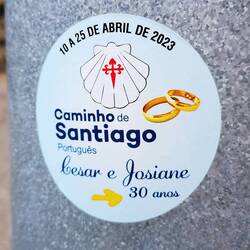 10 A 25 DE ABRIL DE 2023
Caminho de
Santiago
Português
Cesar e Josiane
30 anos